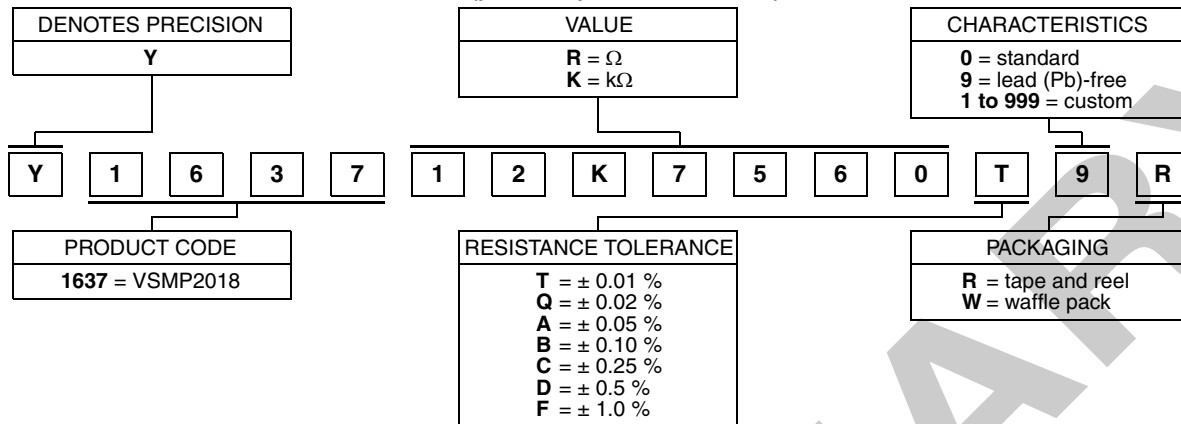 DENOTES PRECISION
Y
VALUE
R = Ω
K = kΩ
CHARACTERISTICS
0 = standard
9 = lead (Pb)-free
1 to 999 = custom
Y 1 6 3 7 1 2 K 7 5 6 0 T 9 R
PRODUCT CODE
1637 = VSMP2018
RESISTANCE TOLERANCE
T = ± 0.01 %
Q = ± 0.02 %
A = ± 0.05 %
B = ± 0.10 %
C = ± 0.25 %
D = ± 0.5 %
F = ± 1.0 %
PACKAGING
R = tape and reel
W = waffle pack